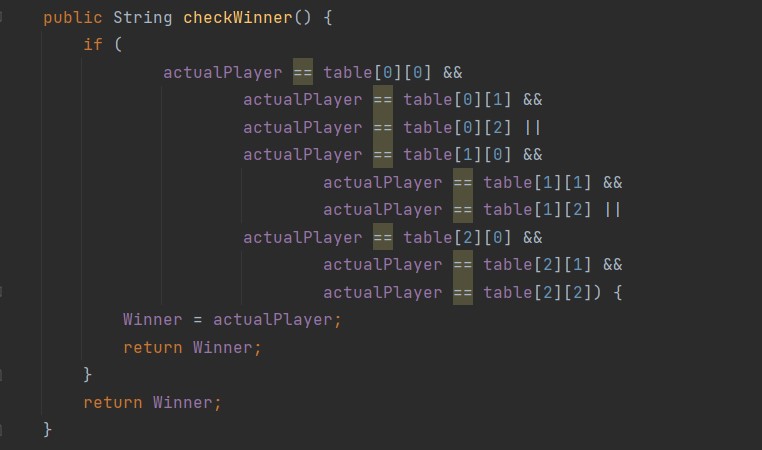 public String checkWinner() {
if (
actualPlayer == table[0][0] &&
actualPlayer == table[0][1] &&
actualPlayer == table[0][2] ||
actualPlayer == table[1][0] &&
actualPlayer == table[1][1] &&
actualPlayer == table[1][2] ||
actualPlayer == table[2][0] &&
actualPlayer == table[2][1] &&
actualPlayer == table[2][2]) {
Winner = actualPlayer;
return Winner;
}
return Winner;
}